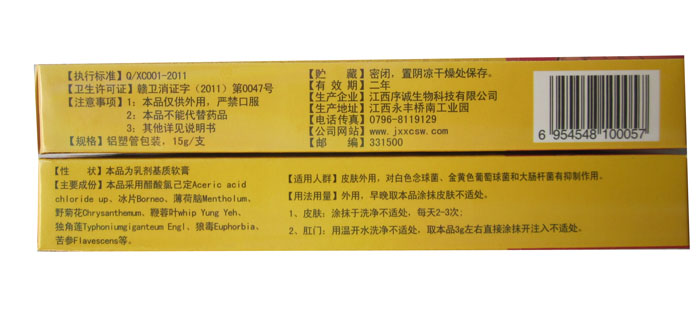 【执行标准】Q/XC001-2011
【卫生许可证】赣卫消证字（2011）第0047号
【注意事项】1：本品仅供外用，严禁口服
2：本品不能代替药品
3：其他详见说明书
【规格】铝塑管包装，15g/支
【贮 藏】密闭，置阴凉干燥处保存。
【有 效 期】二年
【生产企业】江西序诚生物科技有限公司
【生产地址】江西永丰桥南工业园
【电话传真】0796-8119129
【公司网站】www.jxxcsw.com
【邮 编】331500
6 954548 100057
【性 状】本品为乳剂基质软膏
【主要成份】本品采用醋酸氯己定Aceric acid
chloride up、冰片Borneo、薄荷脑Mentholum、
野菊花Chrysanthemum、鞭蓉叶whip Yung Yeh、
独角莲Typhoniumgiganteum Engl、狼毒Euphorbia、
苦参Flavescens等。
【适用人群】皮肤外用，对白色念球菌、金黄色葡萄球菌和大肠杆菌有抑制作用。
【用法用量】外用，早晚取本品涂抹皮肤不适处。
1、皮肤：涂抹于洗净不适处，每天2-3次；
2、肛门：用温开水洗净不适处，取本品3g左右直接涂抹开注入不适处。